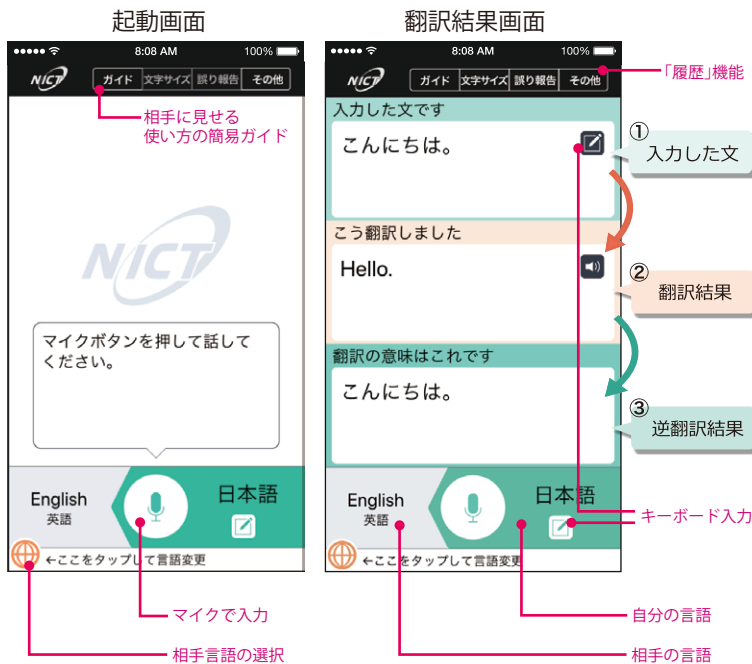 起動画面
8:08 AM
100%
NICT
ガイド
文字サイズ
誤り報告
その他
相手に見せる
使い方の簡易ガイド
NICT
マイクボタンを押して話して
ください。
English
英語
日本語
←ここをタップして言語変更
マイクで入力
相手言語の選択
翻訳結果画面
8:08 AM
100%
NICT
ガイド
文字サイズ
誤り報告
その他
「履歴」機能
入力した文です
こんにちは。
①
入力した文
こう翻訳しました
Hello.
②
翻訳結果
翻訳の意味はこれです
こんにちは。
③
逆翻訳結果
English
英語
日本語
キーボード入力
←ここをタップして言語変更
自分の言語
相手の言語